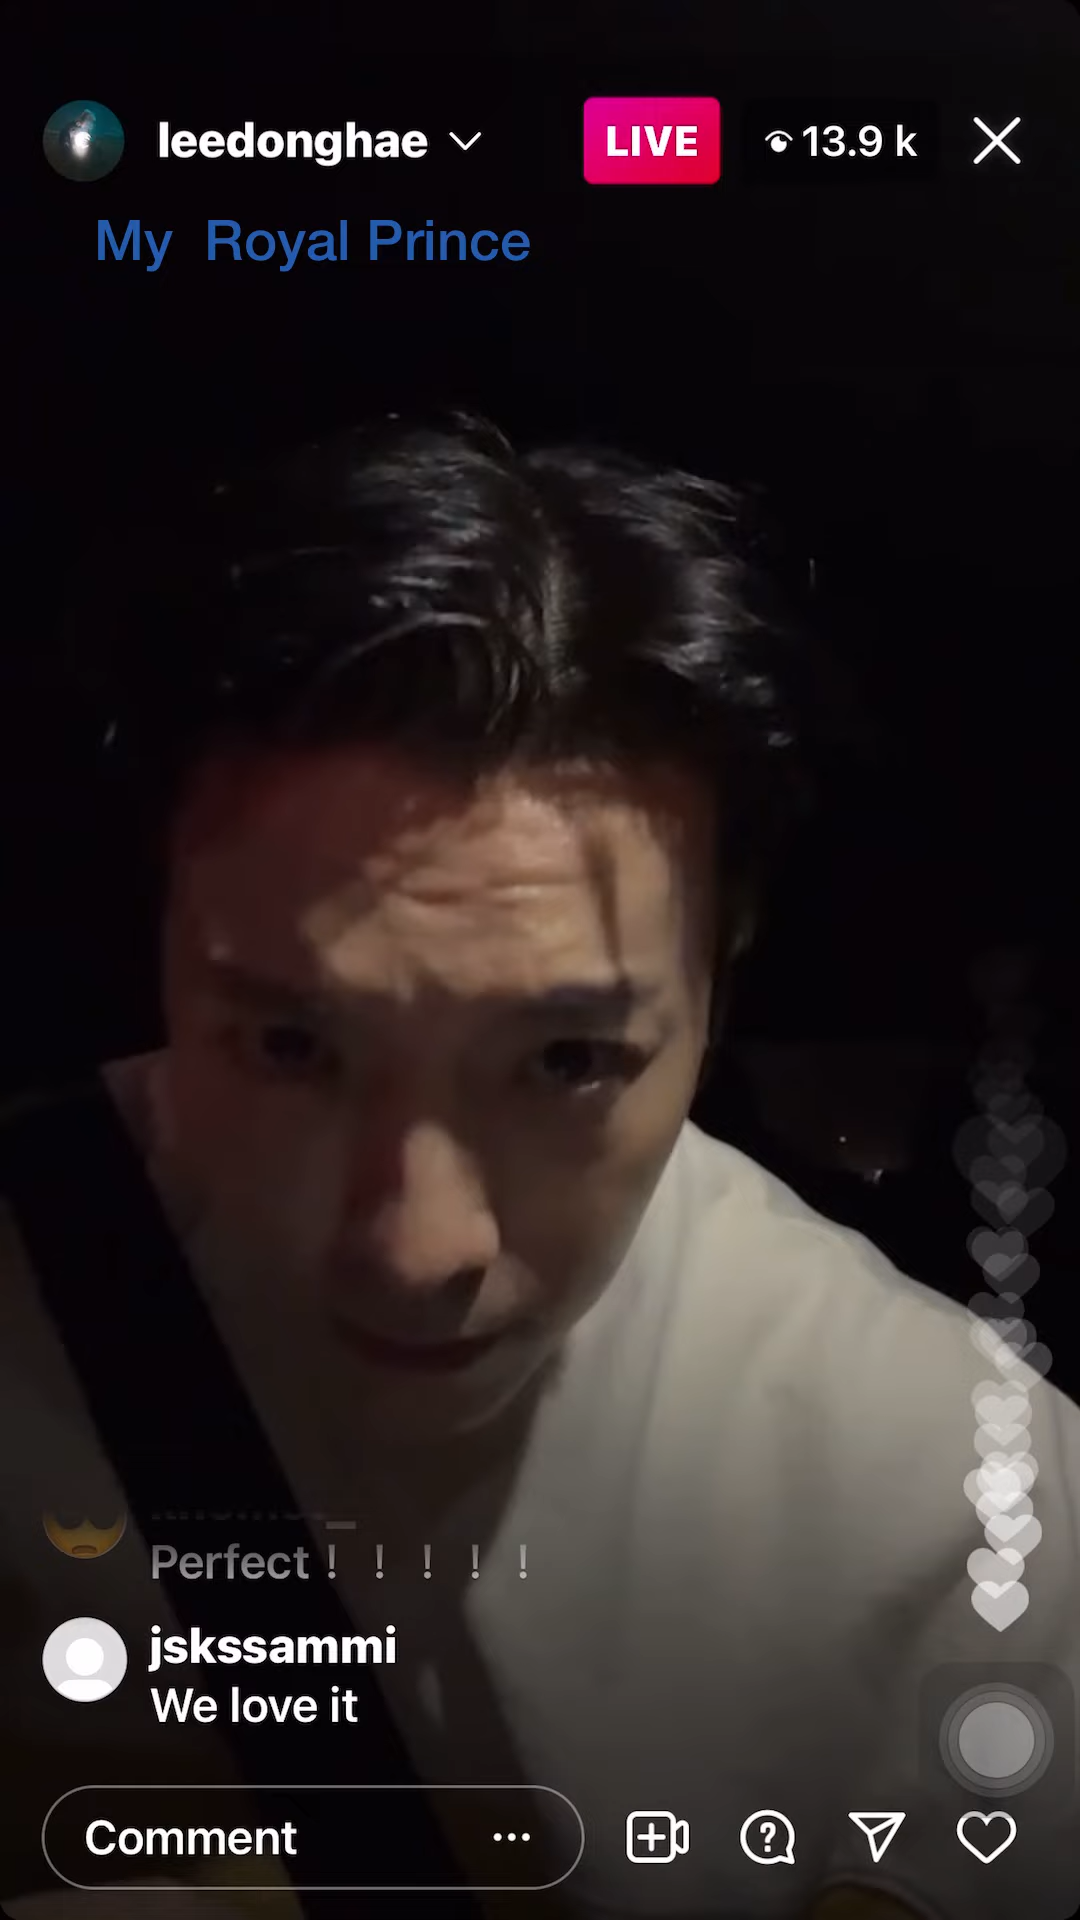 leedonghae
LIVE
13.9 k
My Royal Prince
Perfect！！！！！
jskssammi
We love it
Comment